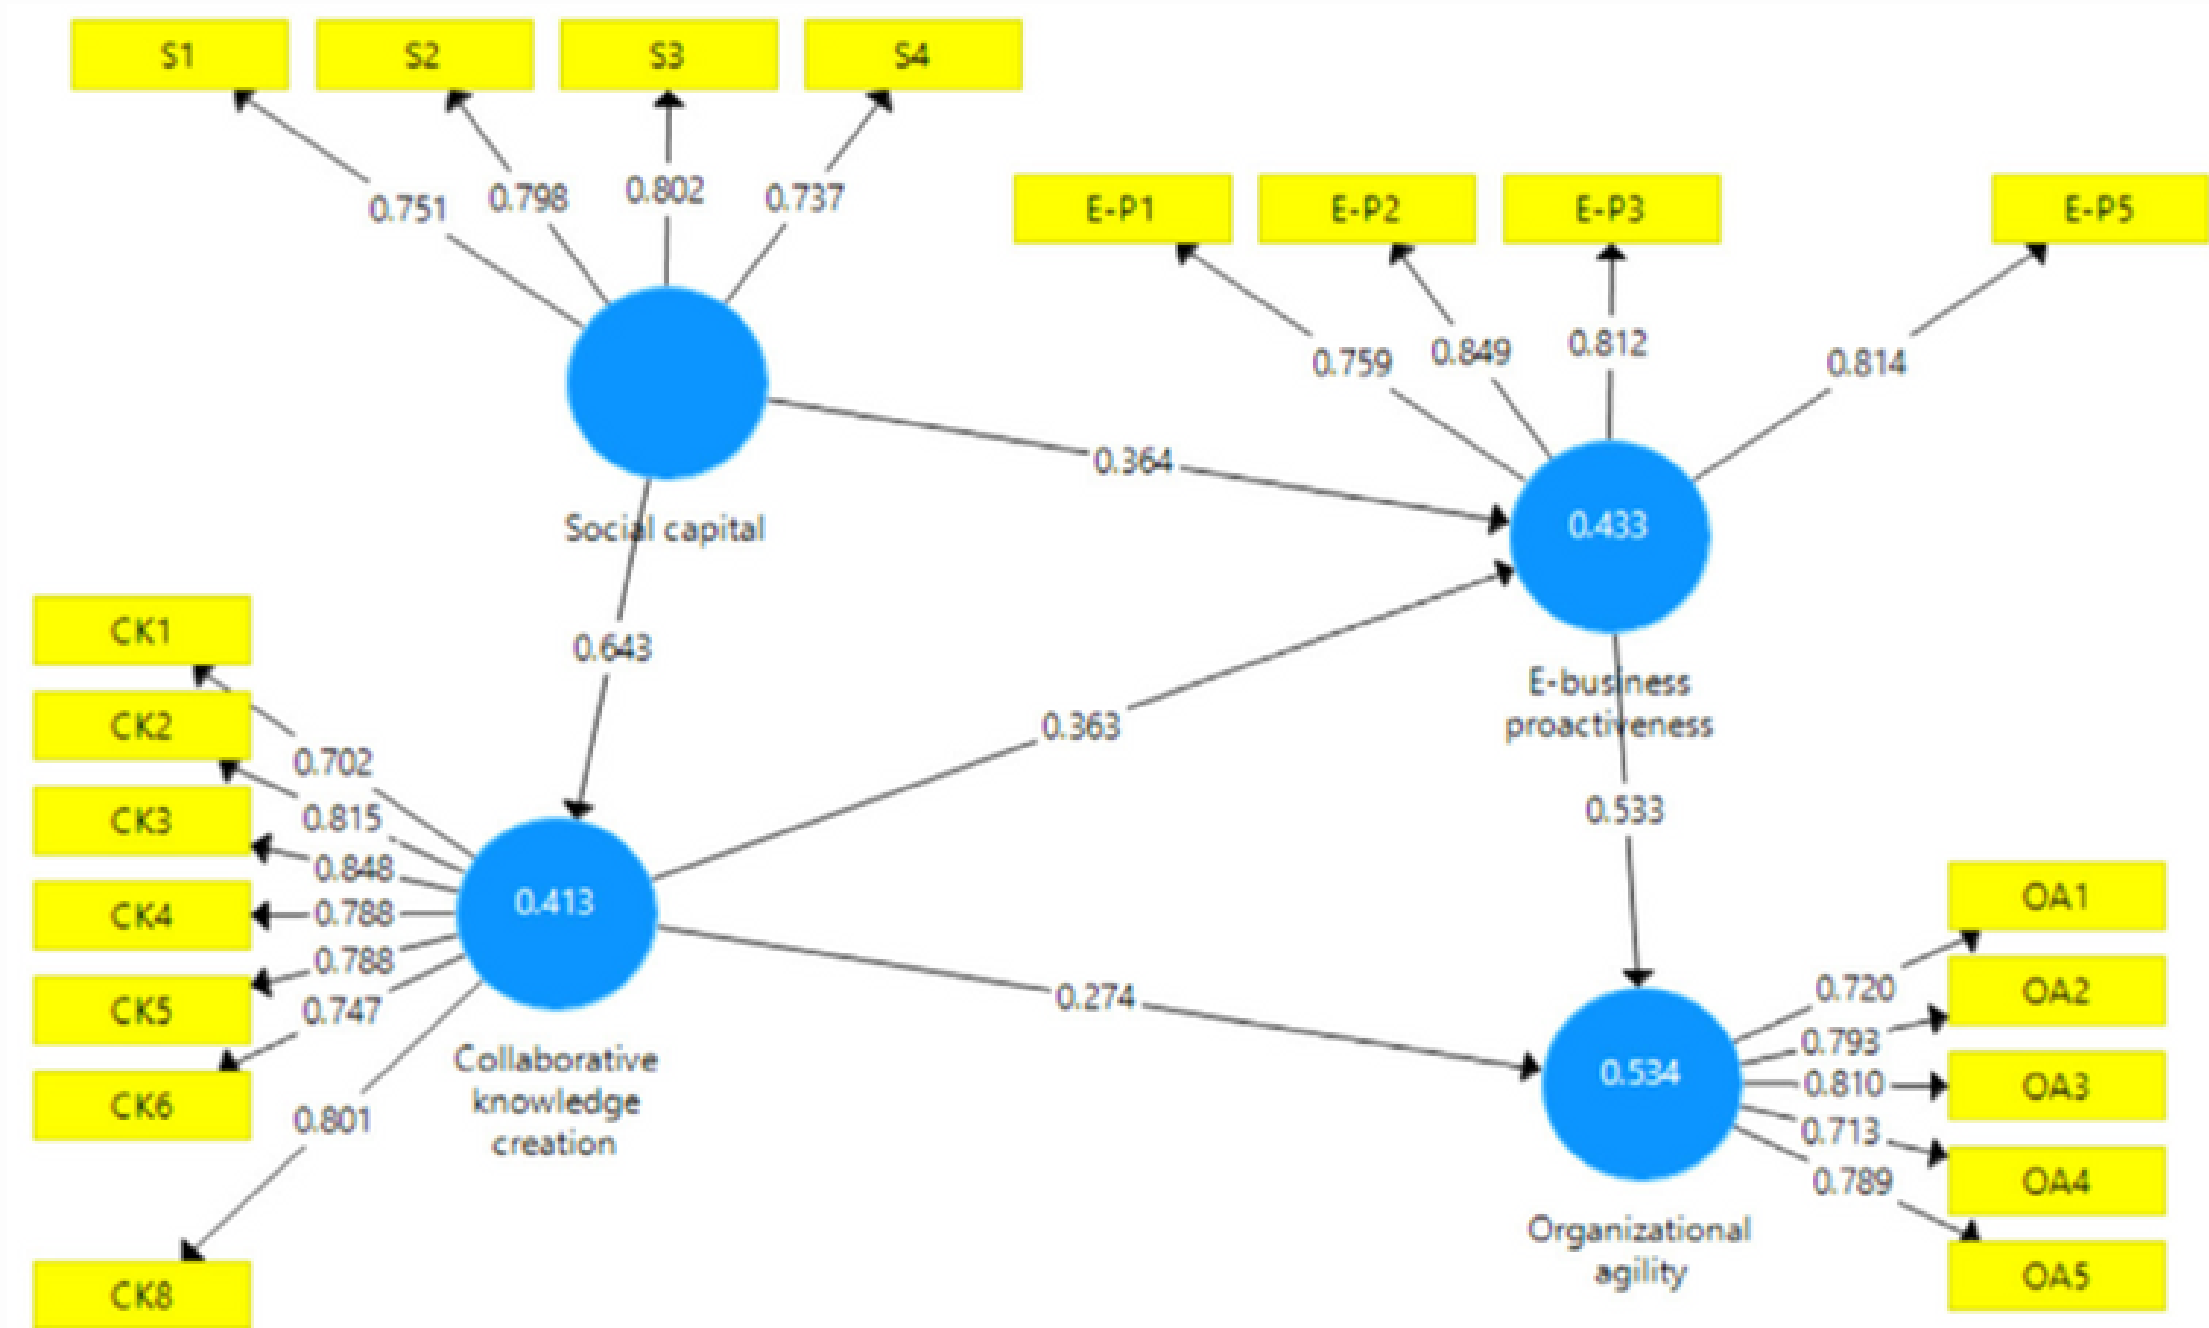 S1
S2
S3
S4
0.751
0.798
0.802
0.737
E-P1
E-P2
E-P3
E-P5
0.759
0.849
0.812
0.814
0.364
0.433
Social capital
E-business
proactiveness
0.643
0.363
0.533
CK1
CK2
CK3
CK4
CK5
CK6
CK8
0.702
0.815
0.848
0.788
0.788
0.747
0.801
0.413
Collaborative
knowledge
creation
0.274
0.534
Organizational
agility
0.720
0.793
0.810
0.713
0.789
OA1
OA2
OA3
OA4
OA5